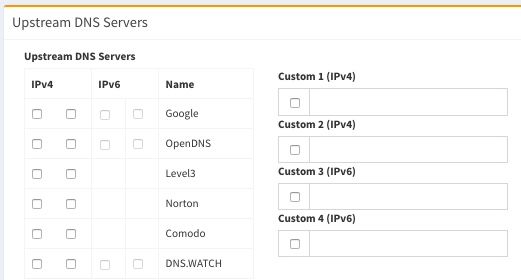 Upstream DNS Servers
Upstream DNS Servers
IPv4 IPv6 Name
Google
OpenDNS
Level3
Norton
Comodo
DNS.WATCH
Custom 1 (IPv4)
Custom 2 (IPv4)
Custom 3 (IPv6)
Custom 4 (IPv6)